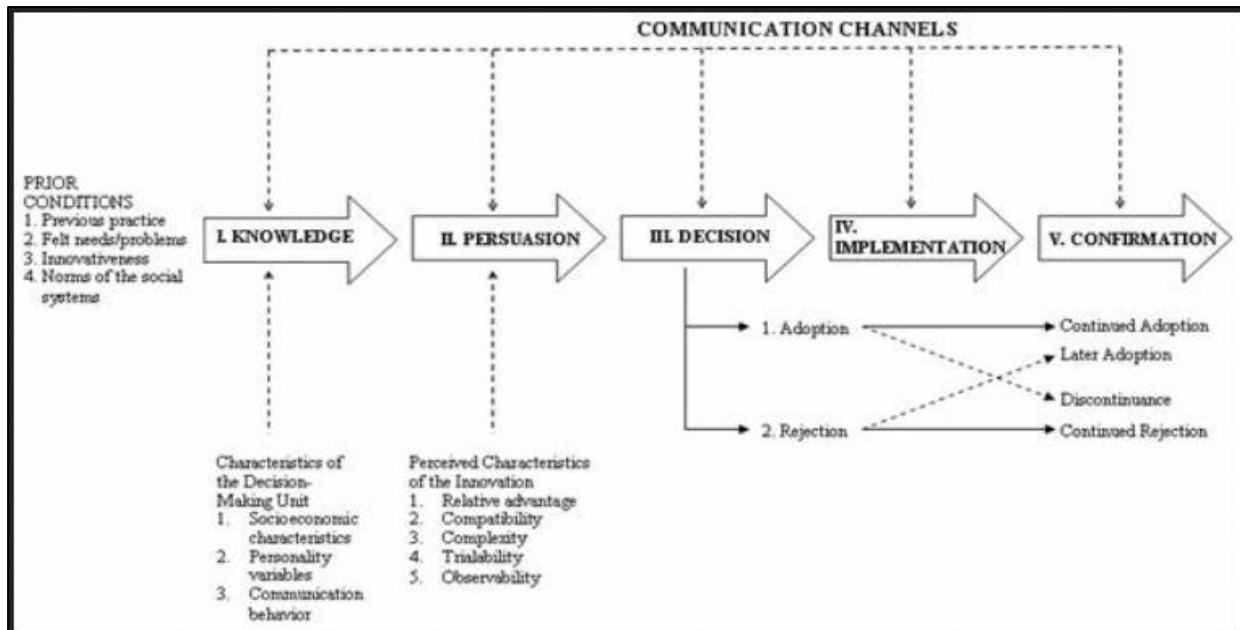 COMMUNICATION CHANNELS
PRIOR
CONDITIONS
1. Previous practice
2. Felt needs/problems
3. Innovativeness
4. Norms of the social
systems
I. KNOWLEDGE
II. PERSUASION
III. DECISION
IV.
IMPLEMENTATION
V. CONFIRMATION
1. Adoption
2. Rejection
Continued Adoption
Later Adoption
Discontinuance
Continued Rejection
Characteristics of
the Decision-
Making Unit
1. Socioeconomic
characteristics
2. Personality
variables
3. Communication
behavior
Perceived Characteristics
of the Innovation
1. Relative advantage
2. Compatibility
3. Complexity
4. Trialability
5. Observability